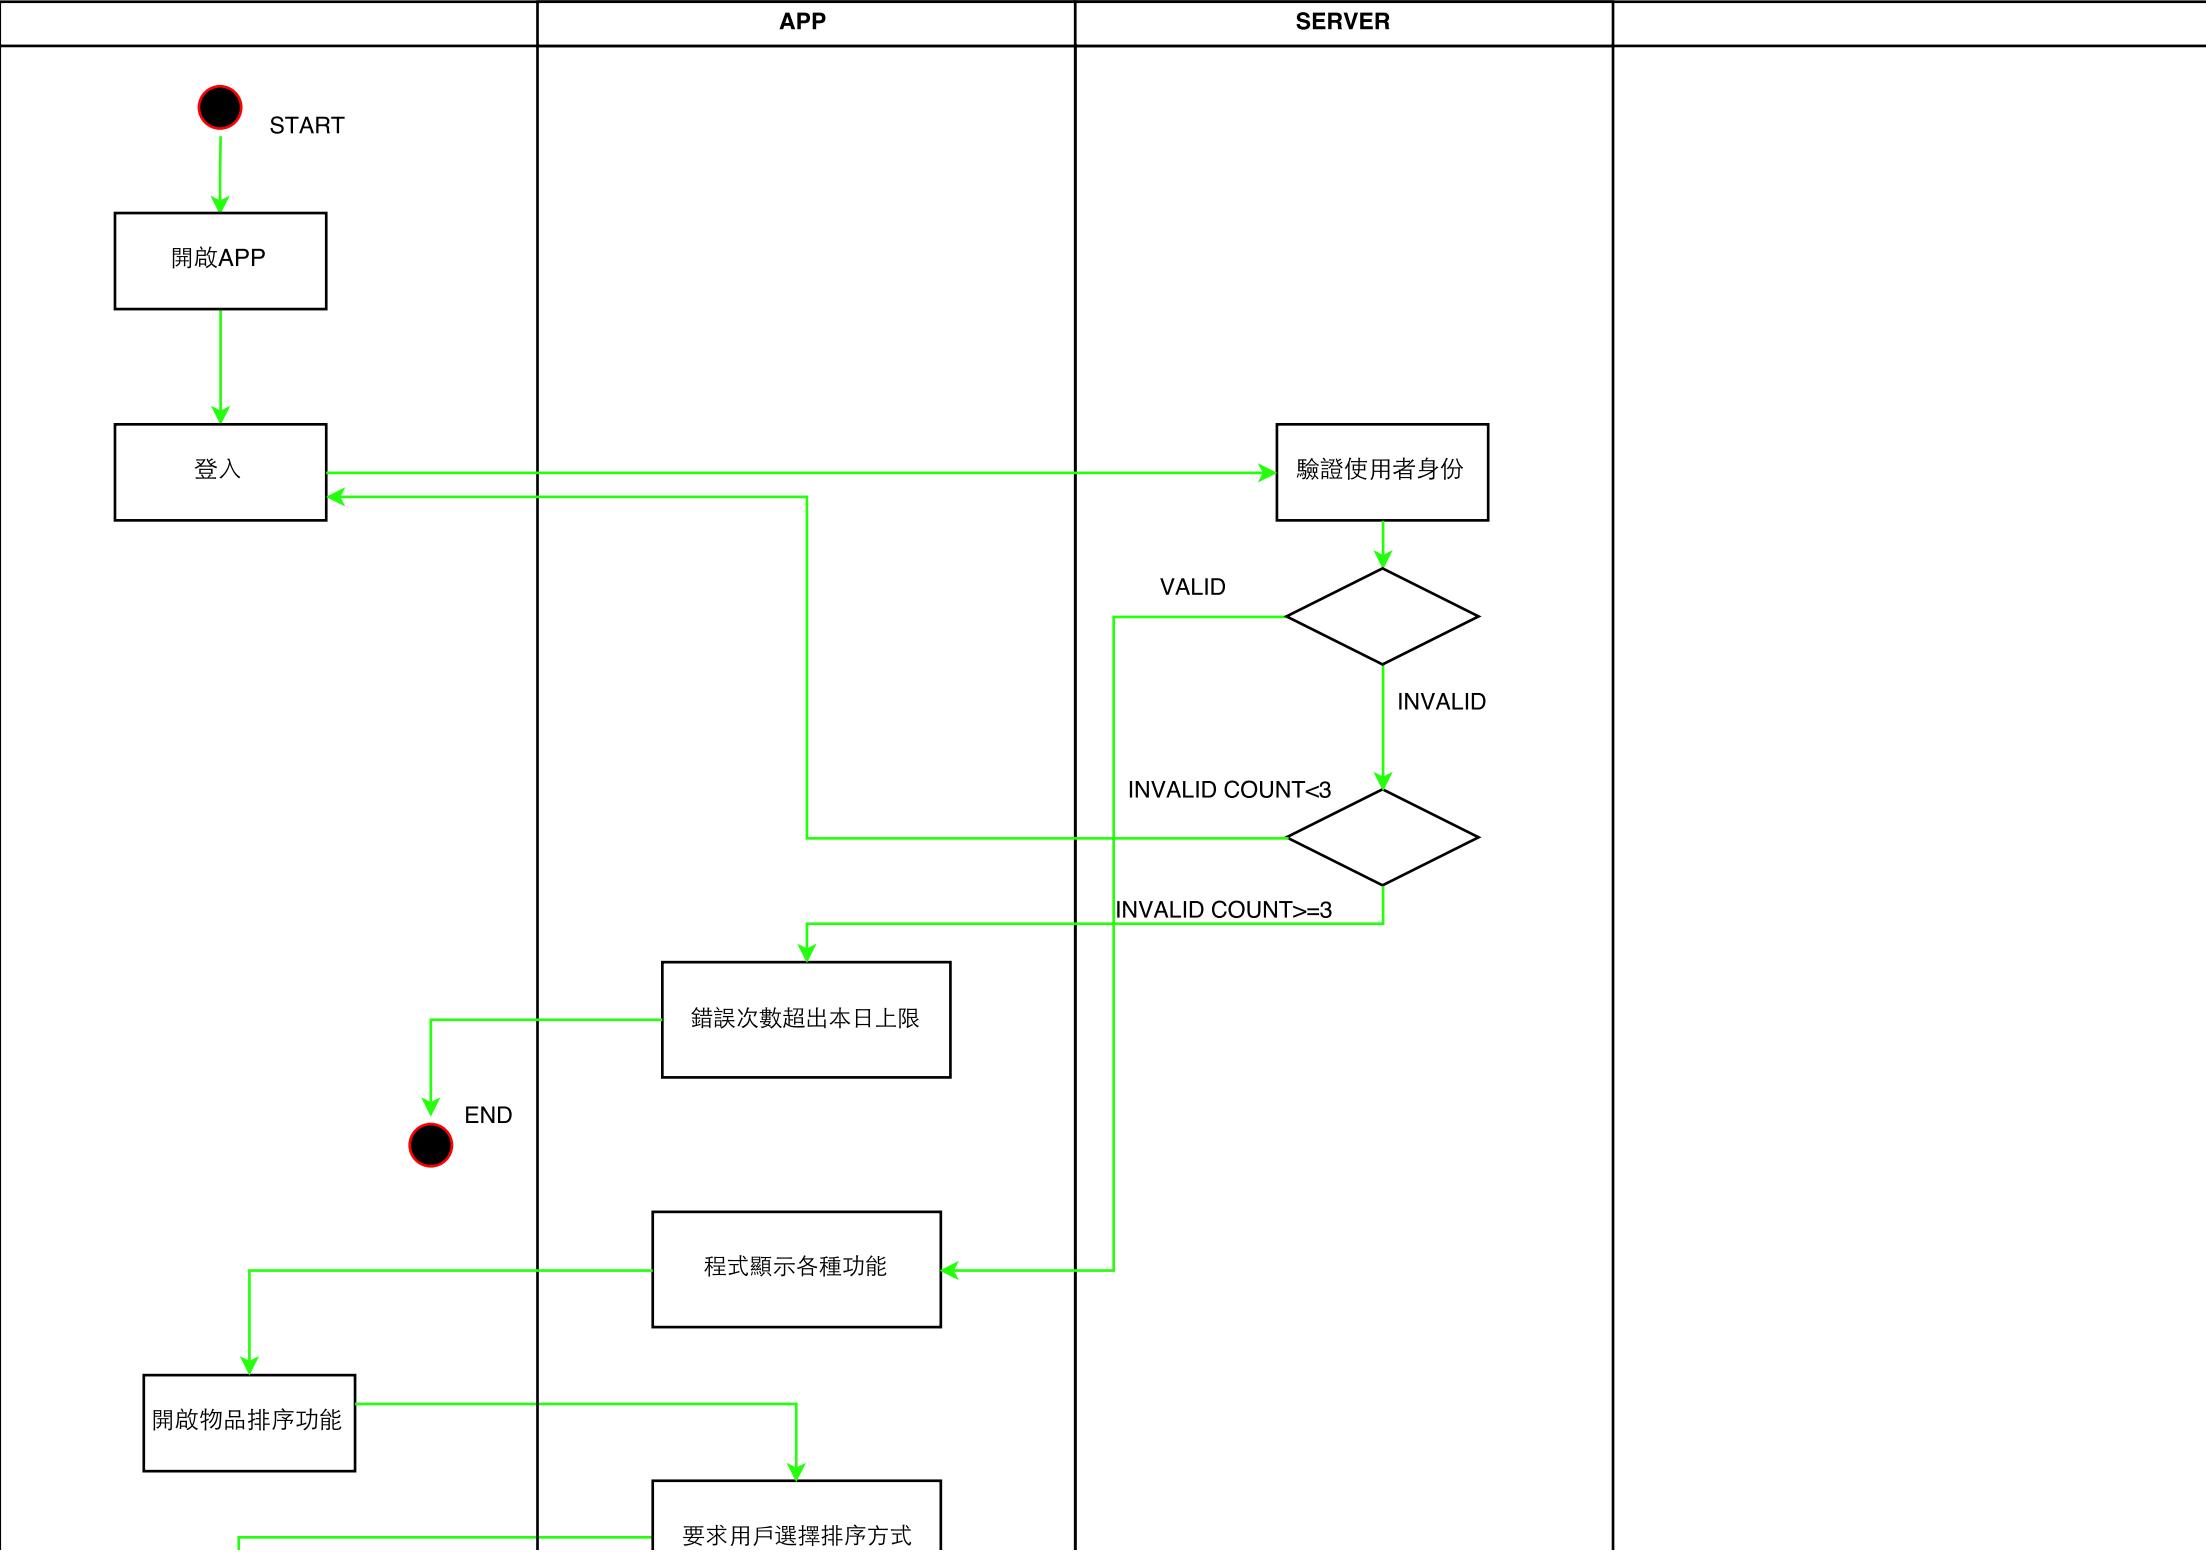 APP
SERVER
START
開啟APP
登入
驗證使用者身份
VALID
INVALID
INVALID COUNT<3
INVALID COUNT>=3
錯誤次數超出本日上限
END
程式顯示各種功能
開啟物品排序功能
要求用戶選擇排序方式